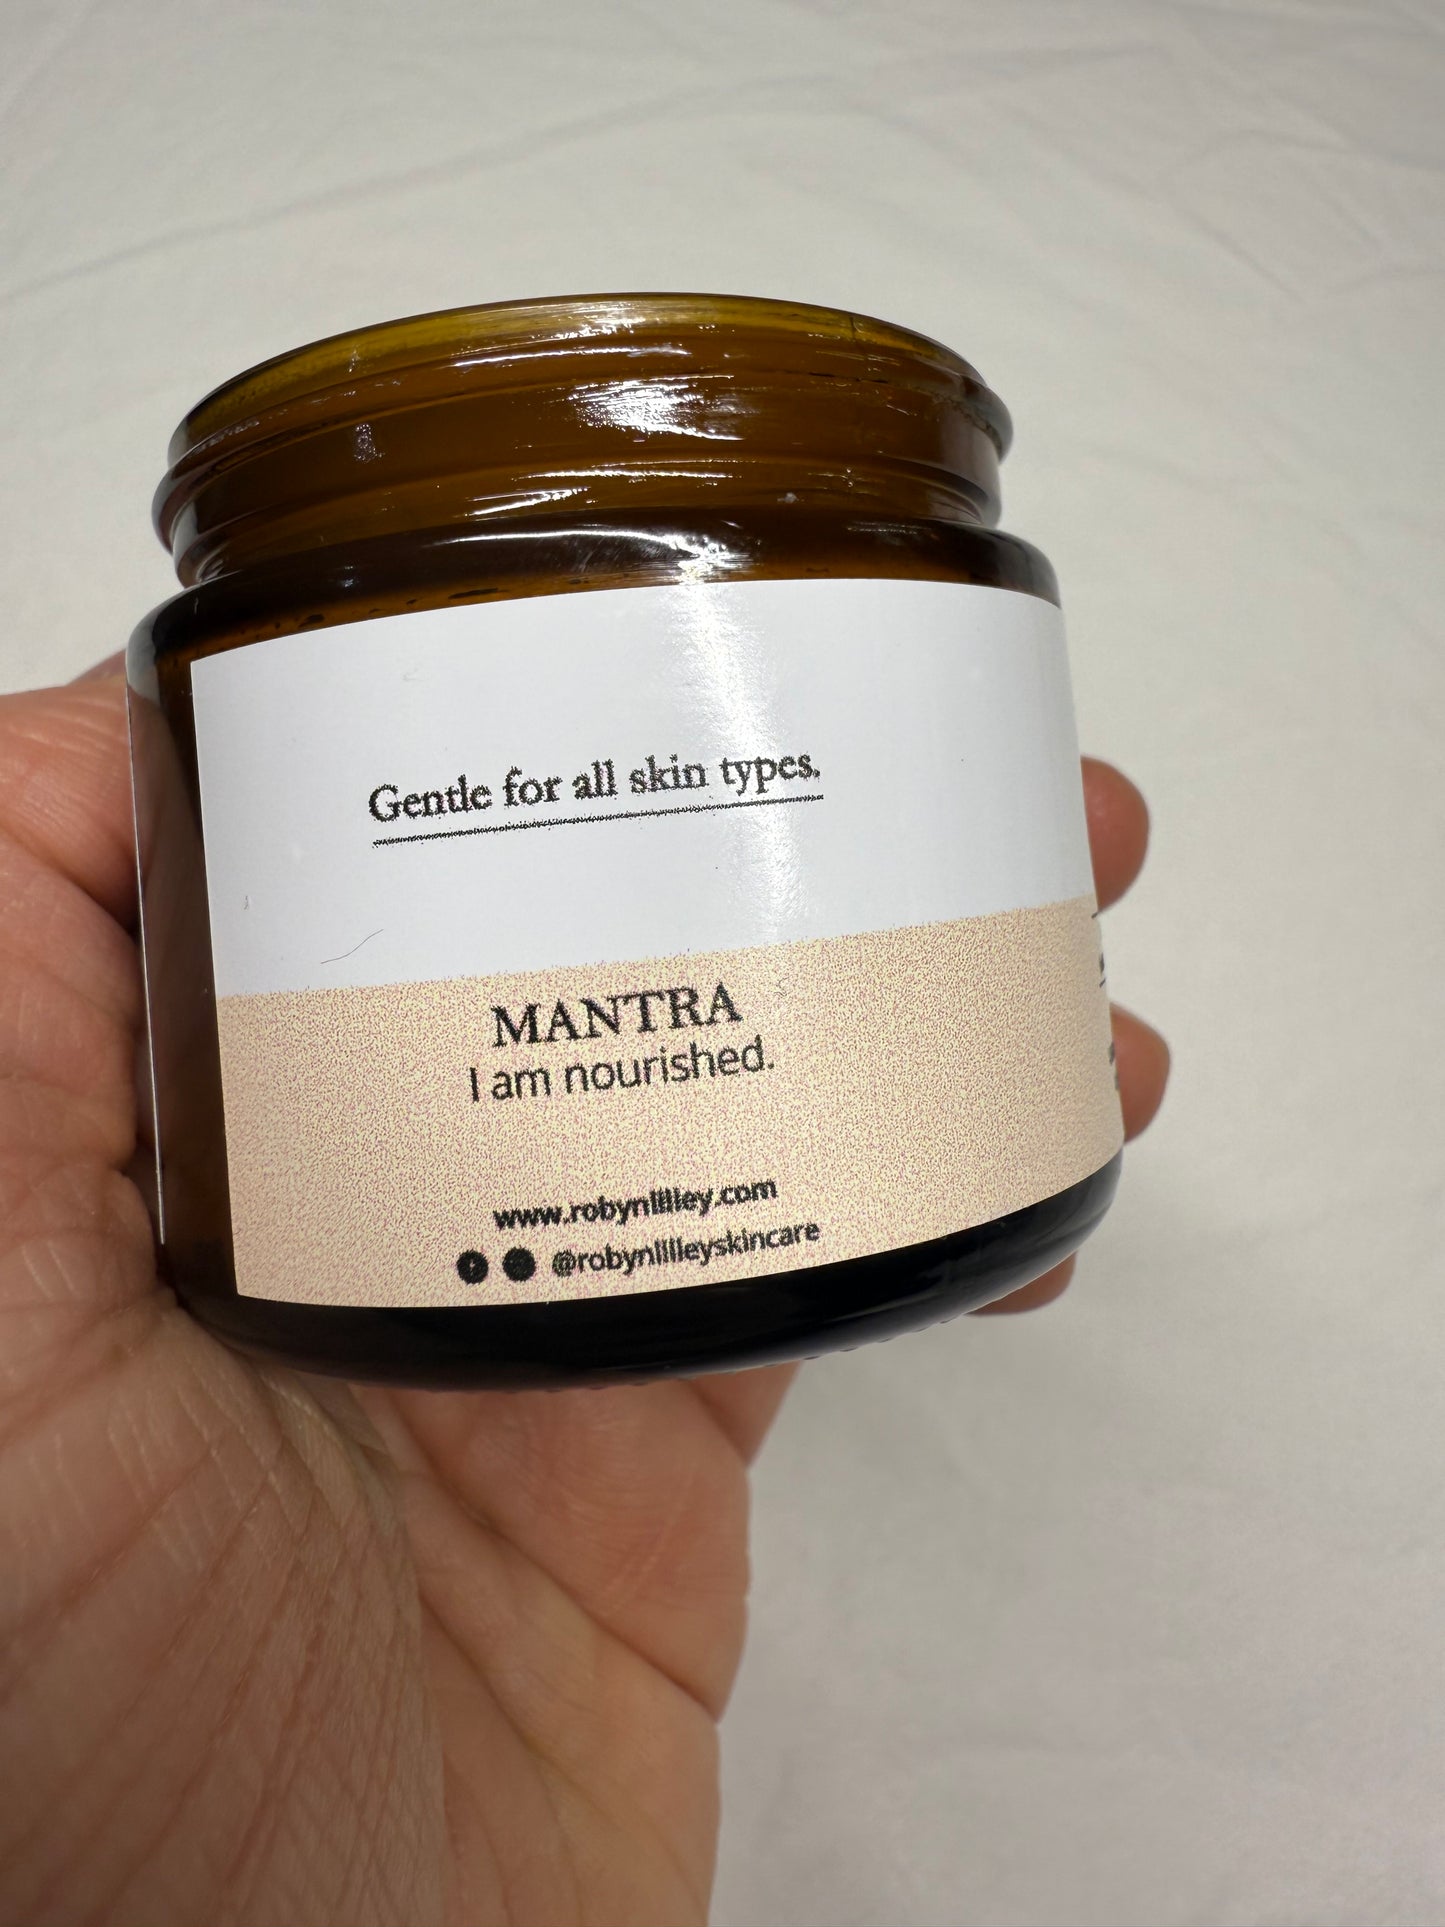 Gentle for all skin types.
MANTRA
I am nourished.
www.robynlilley.com
@robynlilleyskincare